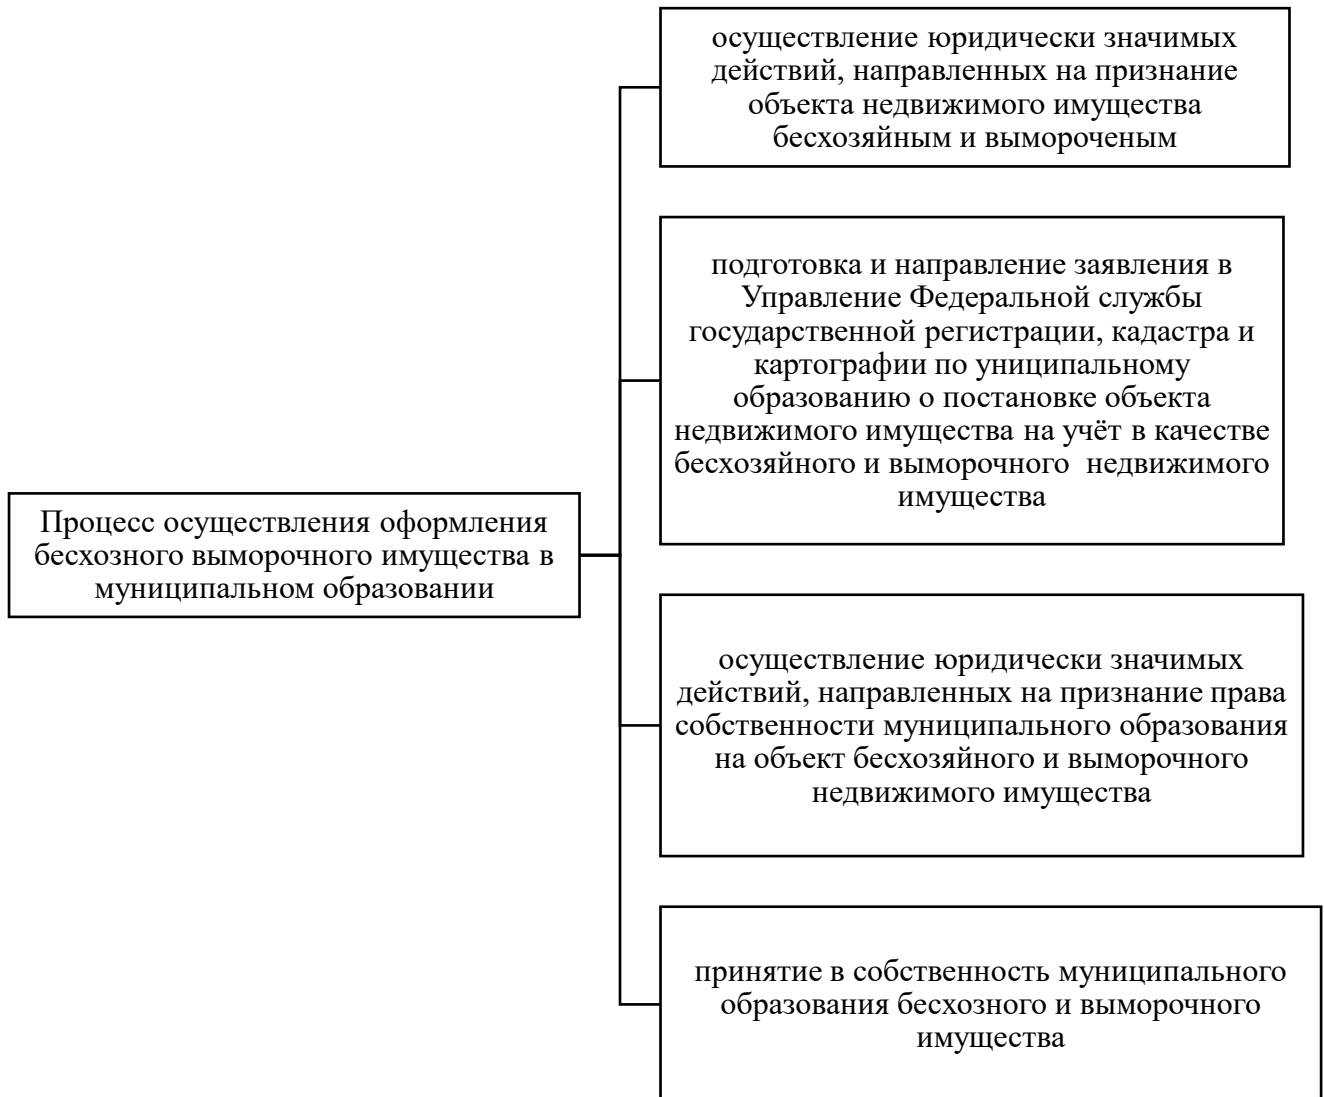 осуществление юридически значимых
действий, направленных на признание
объекта недвижимого имущества
бесхозяйным и вымороченым
подготовка и направление заявления в
Управление Федеральной службы
государственной регистрации, кадастра и
картографии по униципальному
образованию о постановке объекта
недвижимого имущества на учёт в качестве
бесхозяйного и выморочного  недвижимого
имущества
Процесс осуществления оформления
бесхозного выморочного имущества в
муниципальном образовании
осуществление юридически значимых
действий, направленных на признание права
собственности муниципального образования
на объект бесхозяйного и выморочного
недвижимого имущества
принятие в собственность муниципального
образования бесхозного и выморочного
имущества